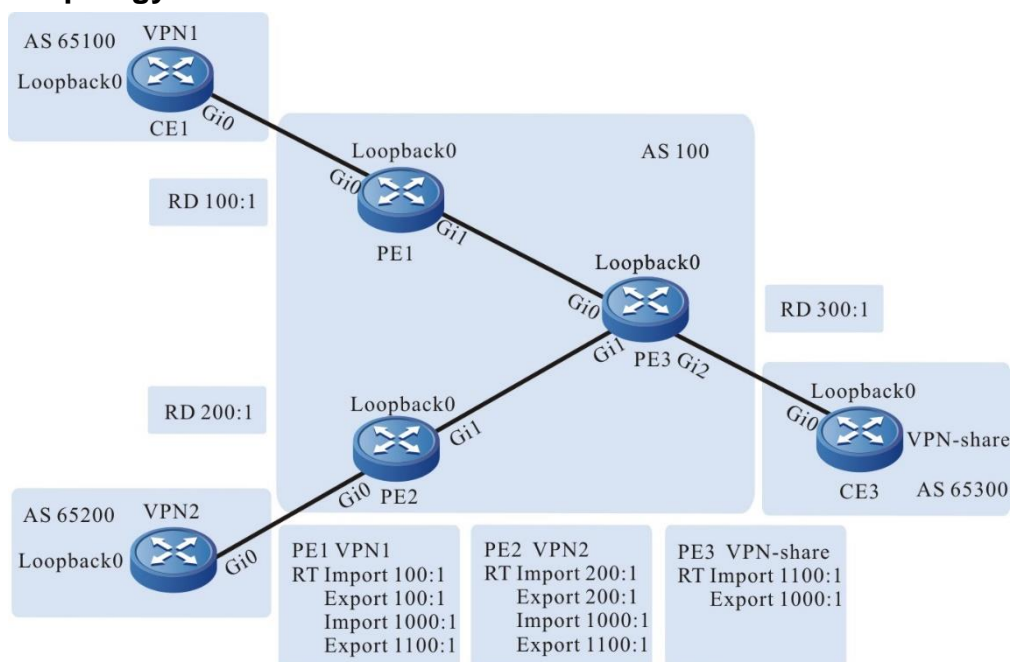 VPN1
AS 65100
Loopback0
Gi0
CE1
Loopback0
AS 100
Gi0
RD 100:1
Gi1
PE1
Loopback0
Gi0
RD 300:1
Gi1
PE3
Gi2
Loopback0
RD 200:1
Loopback0
Gi1
Gi0
VPN-share
Gi0
PE2
CE3
AS 65300
AS 65200
VPN2
Loopback0
Gi0
PE1 VPN1
RT Import 100:1
Export 100:1
Import 1000:1
Export 1100:1
PE2 VPN2
RT Import 200:1
Export 200:1
Import 1000:1
Export 1100:1
PE3 VPN-share
RT Import 1100:1
Export 1000:1